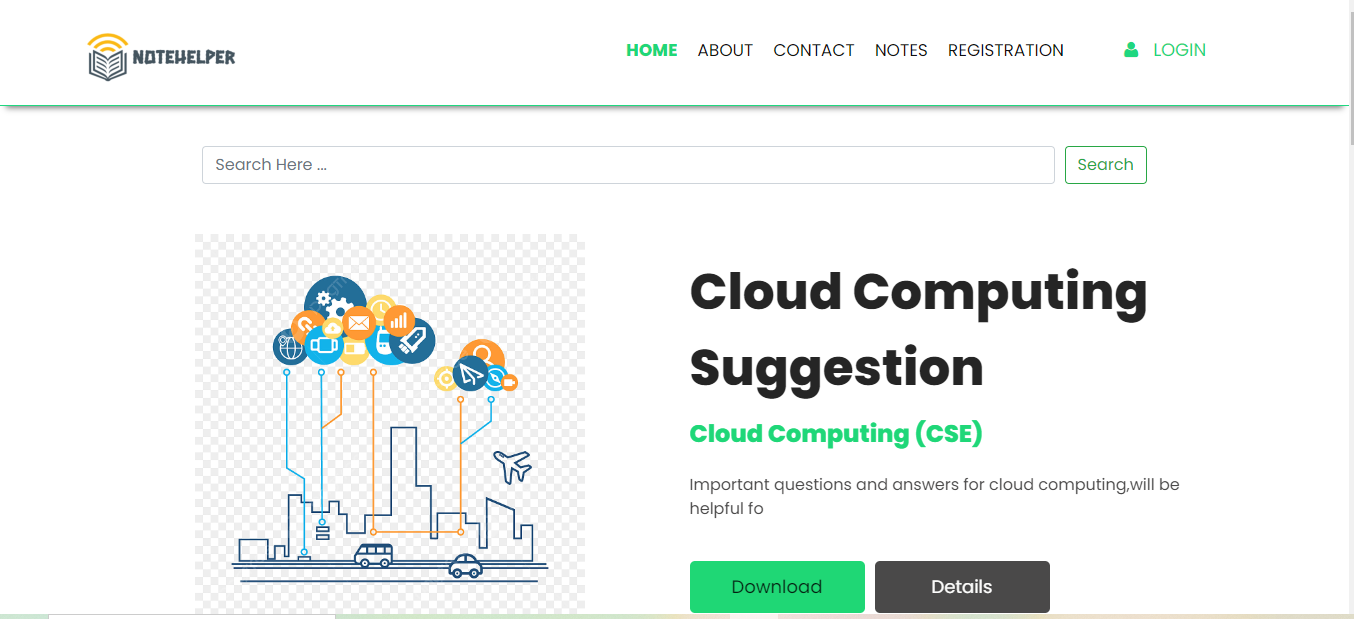 NOTEHELPER
HOME ABOUT CONTACT NOTES REGISTRATION LOGIN
Search Here ... Search
Cloud Computing
Suggestion
Cloud Computing (CSE)
Important questions and answers for cloud computing,will be
helpful fo
Download Details